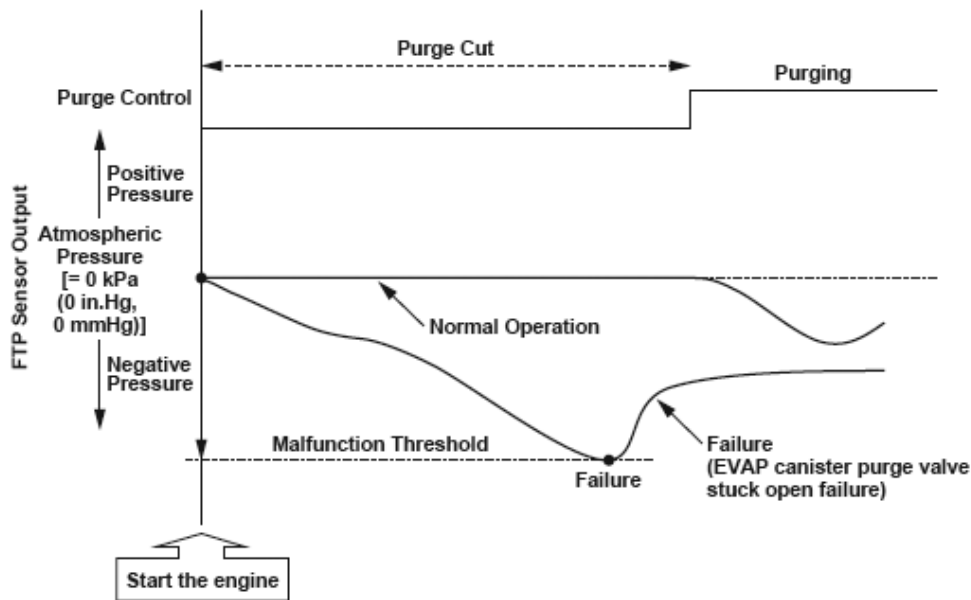 Purge Cut
Purging
Purge Control
FTP Sensor Output
Positive
Pressure
Atmospheric
Pressure
[= 0 kPa
(0 in.Hg,
0 mmHg)]
Normal Operation
Negative
Pressure
Malfunction Threshold
Failure
Failure
(EVAP canister purge valve
stuck open failure)
Start the engine